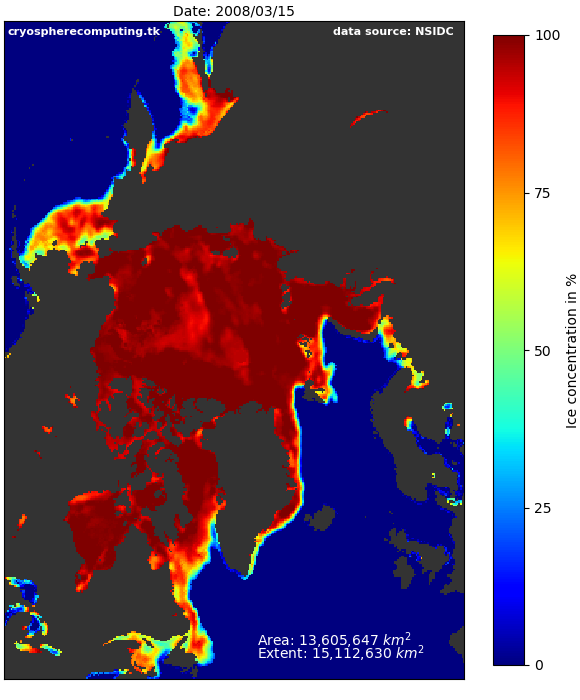 Date: 2008/03/15
cryospherecomputing.tk
data source: NSIDC
100
75
50
25
0
Ice concentration in %
Area: 13,605,647 km²
Extent: 15,112,630 km²